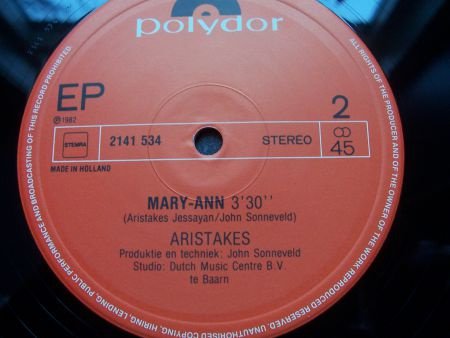 polydor
EP
℗1982
2
STEMRA
2141 534
STEREO
45
MADE IN HOLLAND
MARY-ANN 3'30''
(Aristakes Jessayan/John Sonneveld)
ARISTAKES
Produktie en techniek: John Sonneveld
Studio: Dutch Music Centre B.V.
te Baarn
ALL RIGHTS OF THE PRODUCER AND OF THE OWNER OF THE WORK REPRODUCED RESERVED. UNAUTHORISED COPYING, HIRING, LENDING, PUBLIC PERFORMANCE AND BROADCASTING OF THIS RECORD PROHIBITED.